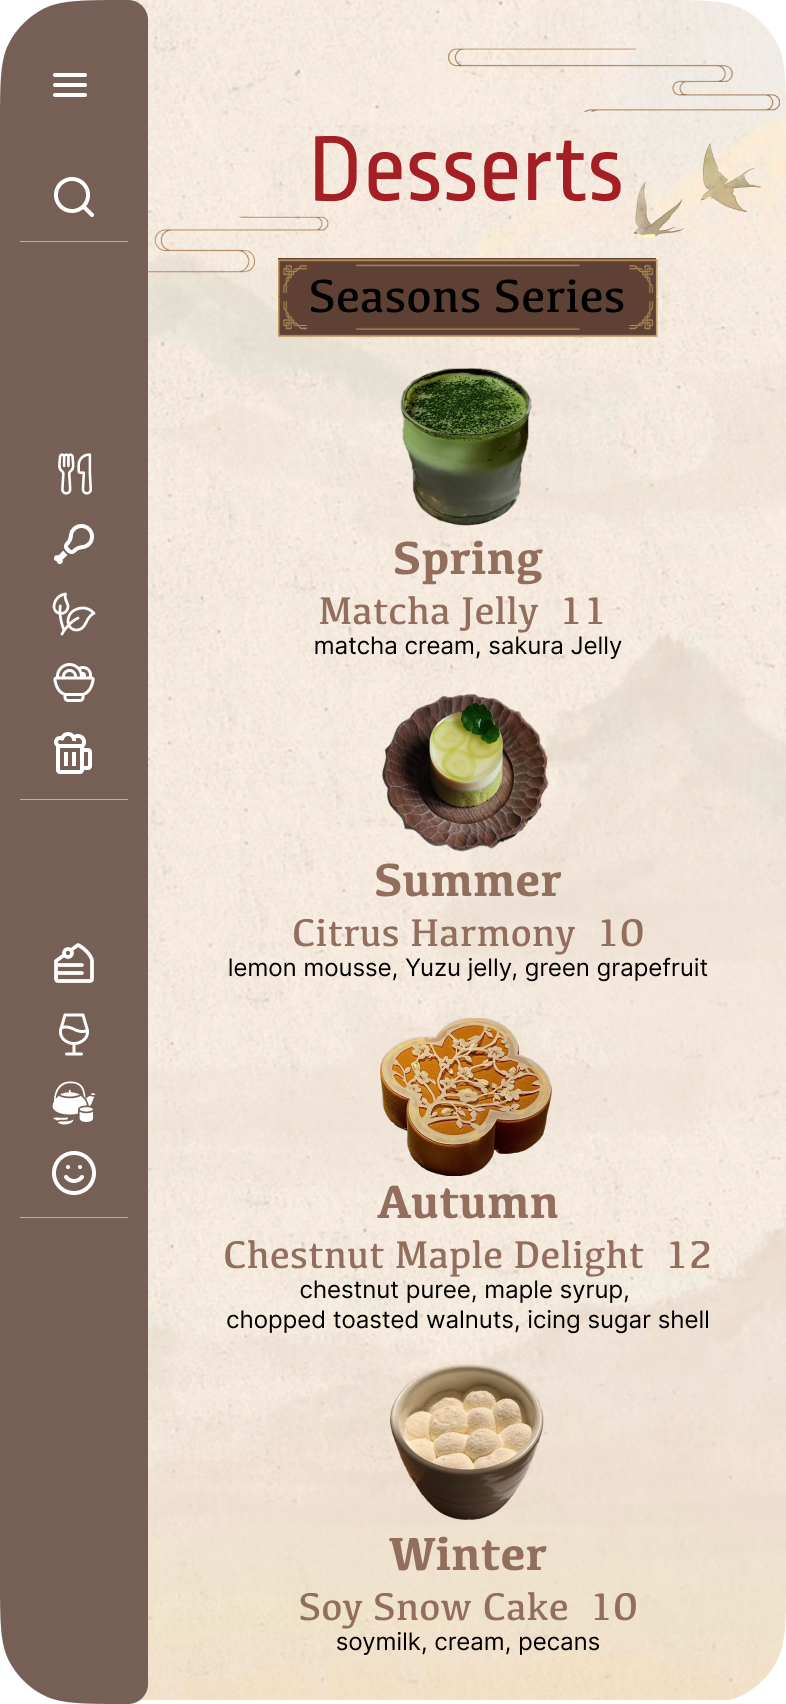 Desserts
Seasons Series
Spring
Matcha Jelly 11
matcha cream, sakura Jelly
Summer
Citrus Harmony 10
lemon mousse, Yuzu jelly, green grapefruit
Autumn
Chestnut Maple Delight 12
chestnut puree, maple syrup,
chopped toasted walnuts, icing sugar shell
Winter
Soy Snow Cake 10
soymilk, cream, pecans